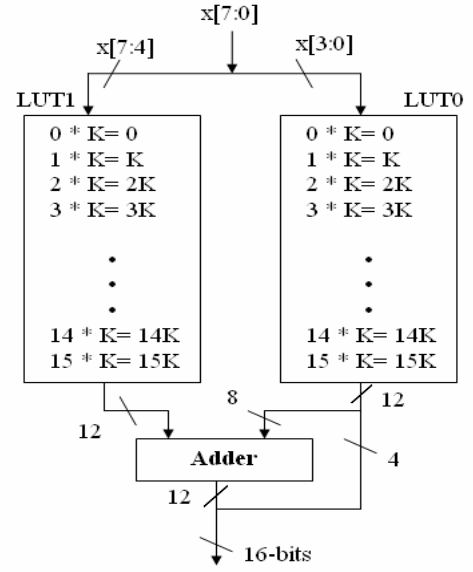 x[7:0]
x[7:4]
x[3:0]
LUT1
LUT0
0 * K= 0
1 * K= K
2 * K= 2K
3 * K= 3K
14 * K= 14K
15 * K= 15K
0 * K= 0
1 * K= K
2 * K= 2K
3 * K= 3K
14 * K= 14K
15 * K= 15K
12
8
12
Adder
4
12
16-bits